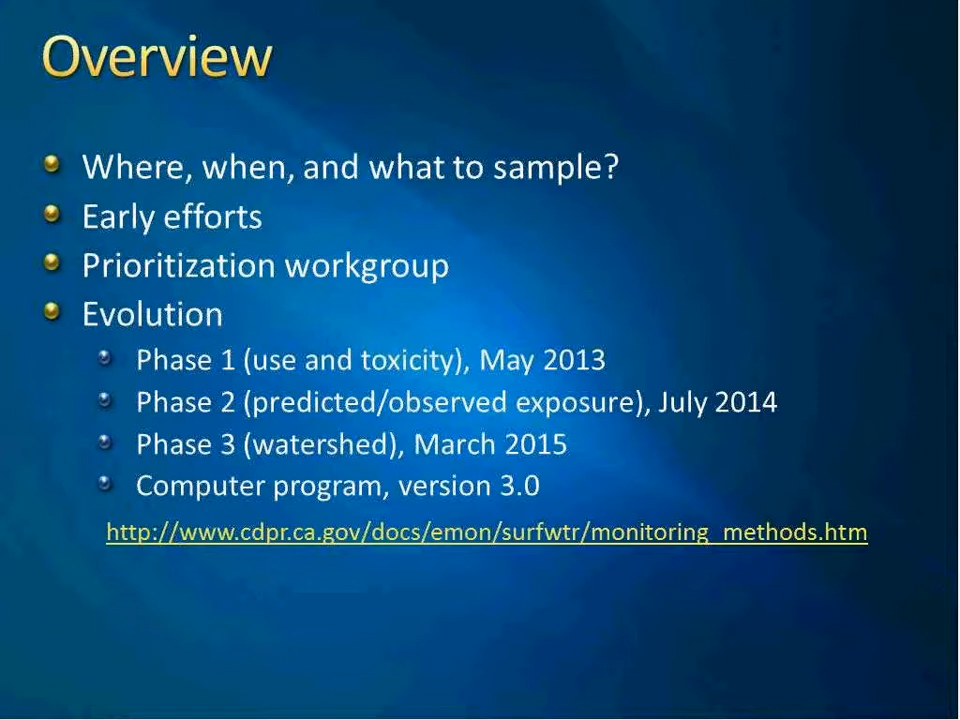 Overview
Where, when, and what to sample?
Early efforts
Prioritization workgroup
Evolution
Phase 1 (use and toxicity), May 2013
Phase 2 (predicted/observed exposure), July 2014
Phase 3 (watershed), March 2015
Computer program, version 3.0
http://www.cdpr.ca.gov/docs/emon/surfwtr/monitoring_methods.htm